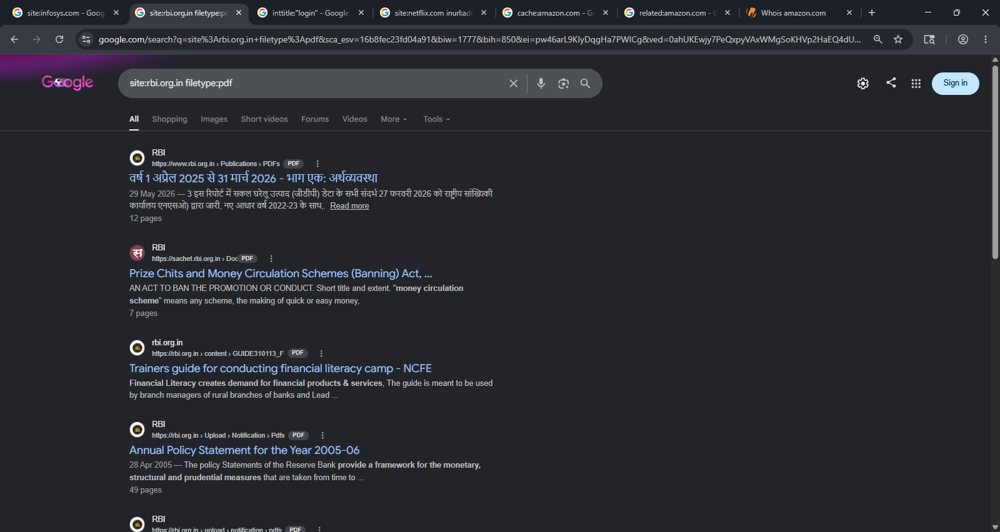 site:infosys.com - Goog
site:rbi.org.in filetype:pd
inttitle:"login" - Google
site:netflix.com inurl:ad
cache:amazon.com - Go
related:amazon.com - G
Whois amazon.com
google.com/search?q=site%3Arbi.org.in+filetype%3Apdf&sca_esv=16b8fec23fd04a91&biw=1777&bih=850&ei=pw46arL9KIyDqgHa7PWICg&ved=0ahUKEwjy7PeQxpyVAxWMgSoKHVp2HaEQ4dU...
Google
site:rbi.org.in filetype:pdf
Sign in
All Shopping Images Short videos Forums Videos More Tools
RBI
https://www.rbi.org.in › Publications › PDFs PDF
वर्ष 1 अप्रैल 2025 से 31 मार्च 2026 - भाग एक: अर्थव्यवस्था
29 May 2026 — 3 इस रिपोर्ट में सकल घरेलू उत्पाद (जीडीपी) डेटा के सभी संदर्भ 27 फरवरी 2026 को राष्ट्रीय सांख्यिकी
कार्यालय एनएसओ) द्वारा जारी, नए आधार वर्ष 2022-23 के साथ,. Read more
12 pages
सं
RBI
https://sachet.rbi.org.in › Doc PDF
Prize Chits and Money Circulation Schemes (Banning) Act, ...
AN ACT TO BAN THE PROMOTION OR CONDUCT. Short title and extent. "money circulation
scheme" means any scheme, the making of quick or easy money,
7 pages
rbi.org.in
https://rbi.org.in › content › GUIDE310113_F PDF
Trainers guide for conducting financial literacy camp - NCFE
Financial Literacy creates demand for financial products & services, The guide is meant to be used
by branch managers of rural branches of banks and Lead ...
RBI
https://rbi.org.in › Upload › Notification › Pdfs PDF
Annual Policy Statement for the Year 2005-06
28 Apr 2005 — The policy Statements of the Reserve Bank provide a framework for the monetary,
structural and prudential measures that are taken from time to ...
49 pages
RBI
https://rbi.org.in › upload › notification › pdfs PDF